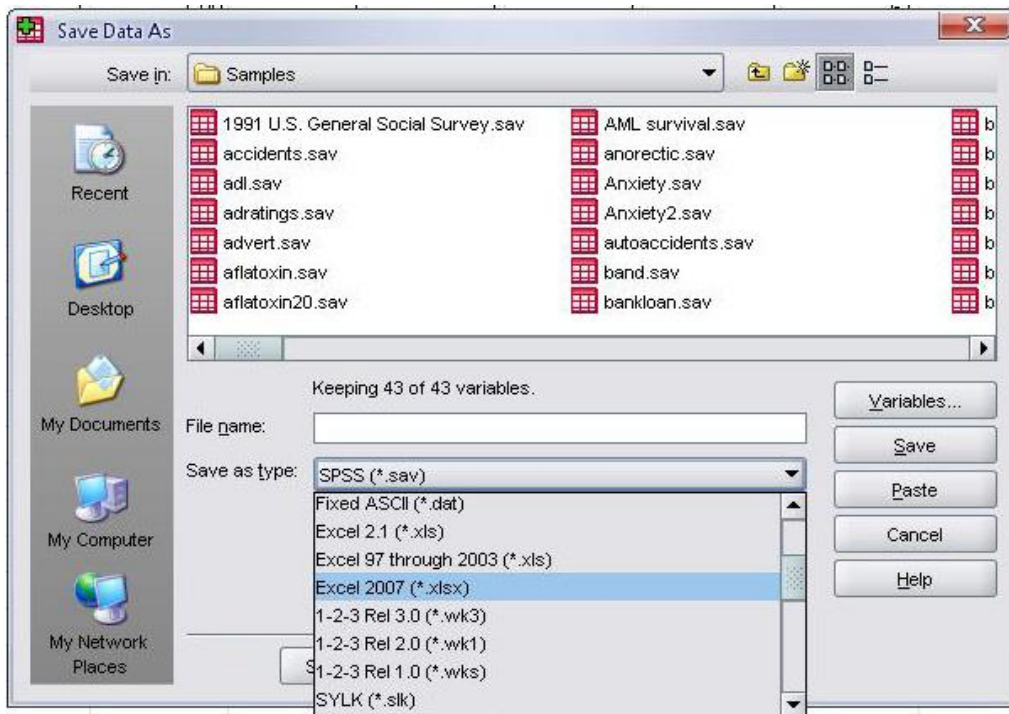 Save Data As
Save in:
Samples
1991 U.S. General Social Survey.sav
accidents.sav
adl.sav
adratings.sav
advert.sav
aflatoxin.sav
aflatoxin20.sav
AML survival.sav
anorectic.sav
Anxiety.sav
Anxiety2.sav
autoaccidents.sav
band.sav
bankloan.sav
b
b
b
b
b
b
b
Recent
Desktop
My Documents
My Computer
My Network
Places
Keeping 43 of 43 variables.
File name:
Save as type:
SPSS (*.sav)
Fixed ASCII (*.dat)
Excel 2.1 (*.xls)
Excel 97 through 2003 (*.xls)
Excel 2007 (*.xlsx)
1-2-3 Rel 3.0 (*.wk3)
1-2-3 Rel 2.0 (*.wk1)
1-2-3 Rel 1.0 (*.wks)
SYLK (*.slk)
Variables...
Save
Paste
Cancel
Help